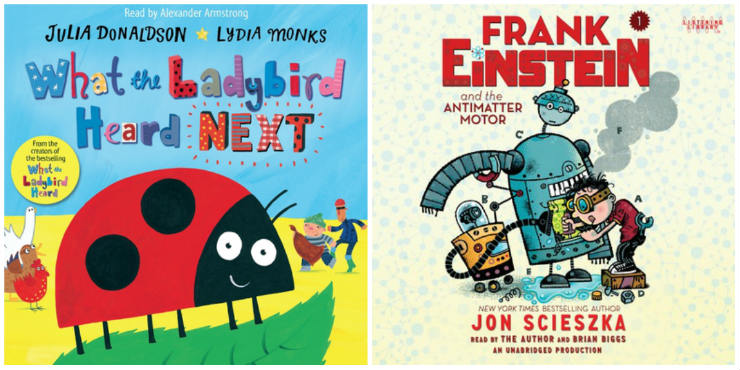 Read by Alexander Armstrong
JULIA DONALDSON ★ LYDIA MONKS
What the Ladybird
Heard NEXT
From the
creators of
the bestselling
What the
Ladybird
Heard
1
LISTENING
LIBRARY
FRANK
EiNSTEiN
and the
ANTIMATTER
MOTOR
C
F
B
A
E
D
NEW YORK TIMES BESTSELLING AUTHOR
JON SCIESZKA
READ BY THE AUTHOR AND BRIAN BIGGS
AN UNABRIDGED PRODUCTION